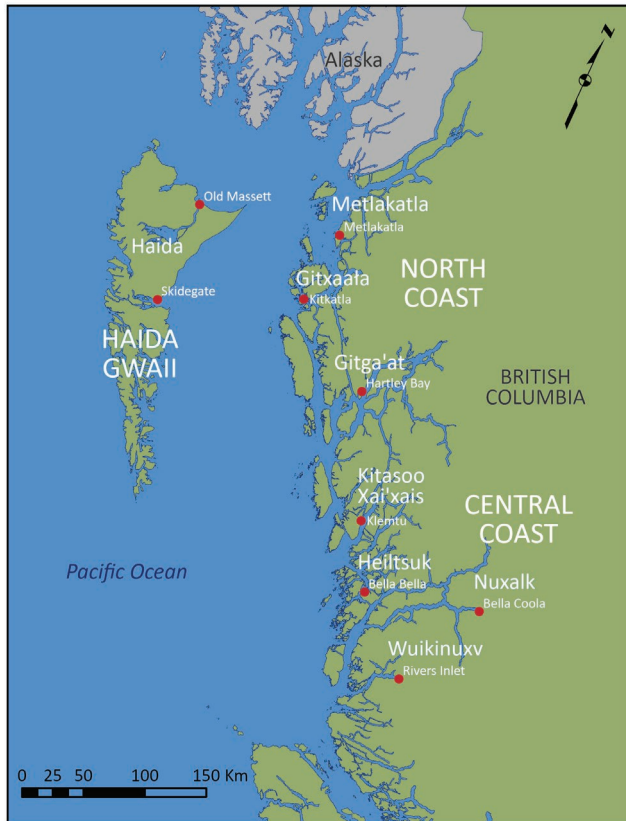 Alaska
N
Old Massett
Haida
Skidegate
HAIDA
GWAII
Metlakatla
Metlakatla
Gitxaała
Kitkatla
NORTH
COAST
Gitga'at
Hartley Bay
BRITISH
COLUMBIA
Kitasoo
Xai'xais
Klemtu
CENTRAL
COAST
Pacific Ocean
Heiltsuk
Bella Bella
Nuxalk
Bella Coola
Wuikinuxv
Rivers Inlet
0 25 50 100 150 Km